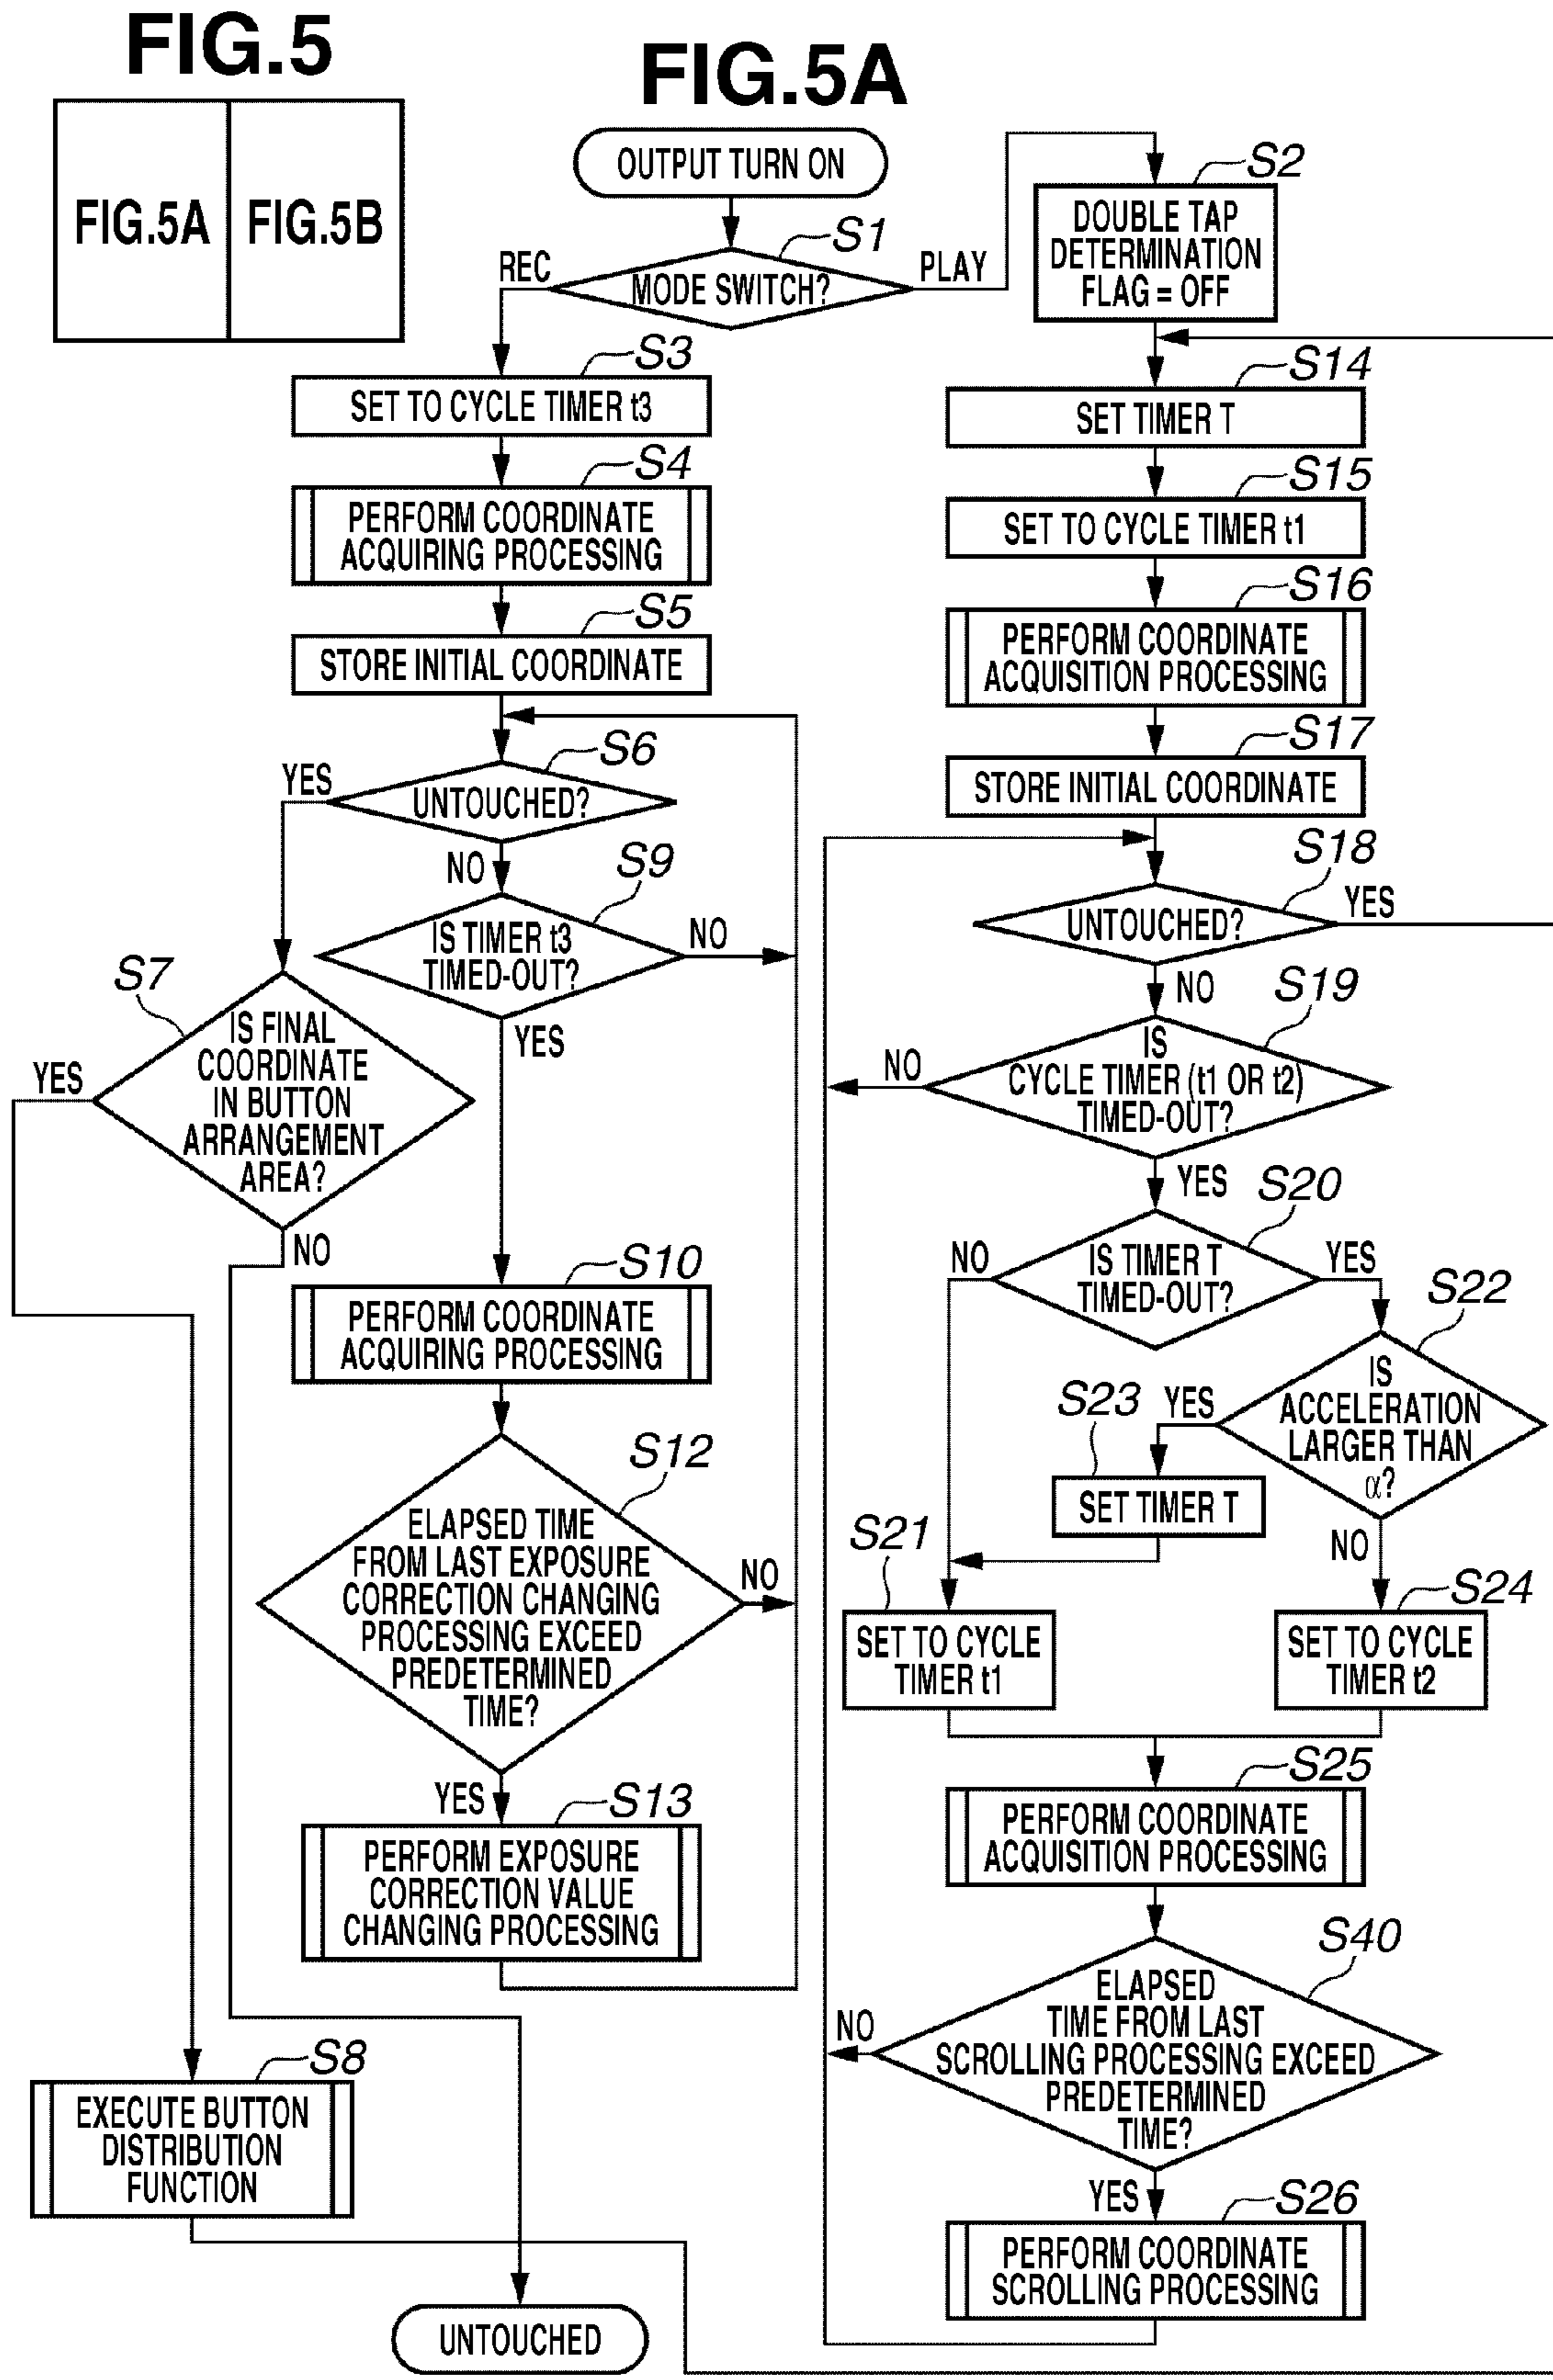 FIG.5
FIG.5A
FIG.5B
FIG.5A
OUTPUT TURN ON
S1
MODE SWITCH?
REC
PLAY
S3
SET TO CYCLE TIMER t3
S4
PERFORM COORDINATE
ACQUIRING PROCESSING
S5
STORE INITIAL COORDINATE
S6
UNTOUCHED?
YES
NO
S9
IS TIMER t3
TIMED-OUT?
NO
YES
S7
IS FINAL
COORDINATE
IN BUTTON
ARRANGEMENT
AREA?
YES
NO
S10
PERFORM COORDINATE
ACQUIRING PROCESSING
S12
ELAPSED TIME
FROM LAST EXPOSURE
CORRECTION CHANGING
PROCESSING EXCEED
PREDETERMINED
TIME?
NO
YES
S13
PERFORM EXPOSURE
CORRECTION VALUE
CHANGING PROCESSING
S8
EXECUTE BUTTON
DISTRIBUTION
FUNCTION
UNTOUCHED
S2
DOUBLE TAP
DETERMINATION
FLAG = OFF
S14
SET TIMER T
S15
SET TO CYCLE TIMER t1
S16
PERFORM COORDINATE
ACQUISITION PROCESSING
S17
STORE INITIAL COORDINATE
S18
UNTOUCHED?
YES
NO
S19
IS
CYCLE TIMER (t1 OR t2)
TIMED-OUT?
NO
YES
S20
IS TIMER T
TIMED-OUT?
NO
YES
S22
IS
ACCELERATION
LARGER THAN
α?
YES
NO
S23
SET TIMER T
S21
SET TO CYCLE
TIMER t1
S24
SET TO CYCLE
TIMER t2
S25
PERFORM COORDINATE
ACQUISITION PROCESSING
S40
ELAPSED
TIME FROM LAST
SCROLLING PROCESSING EXCEED
PREDETERMINED
TIME?
NO
YES
S26
PERFORM COORDINATE
SCROLLING PROCESSING